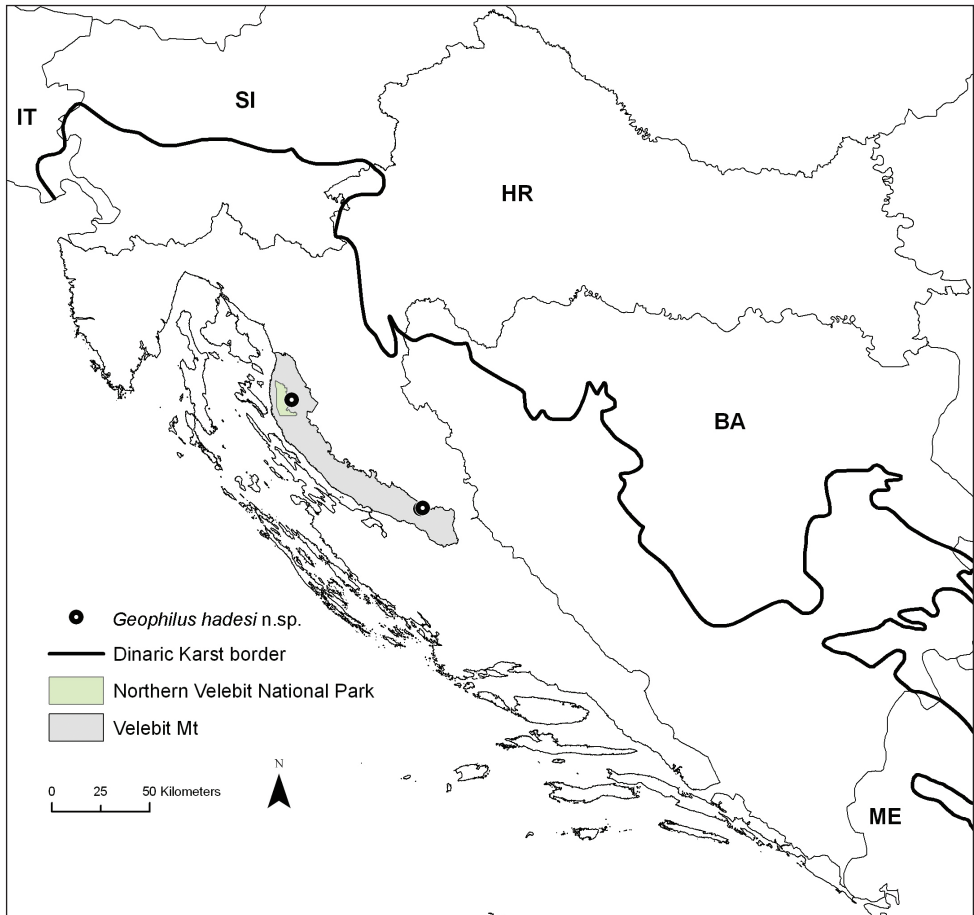 IT
SI
HR
BA
Geophilus hadesi n.sp.
Dinaric Karst border
Northern Velebit National Park
Velebit Mt
N
0 25 50 Kilometers
ME